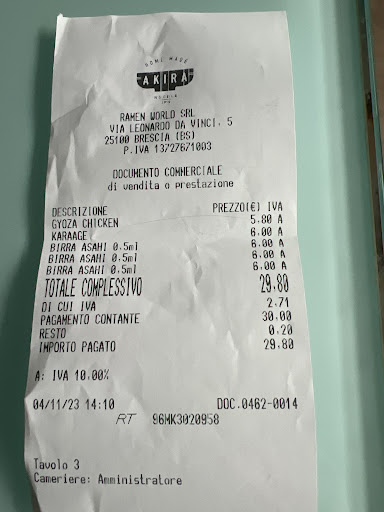 HOME MADE
AKIRA
RAMEN WORLD SRL
VIA LEONARDO DA VINCI, 5
25100 BRESCIA (BS)
P.IVA 13727671003
DOCUMENTO COMMERCIALE
di vendita o prestazione
DESCRIZIONE PREZZO(€) IVA
GYOZA CHICKEN 5.80 A
KARAAGE 6.00 A
BIRRA ASAHI 0.5ml 6.00 A
BIRRA ASAHI 0.5ml 6.00 A
BIRRA ASAHI 0.5ml 6.00 A
TOTALE COMPLESSIVO 29.80
DI CUI IVA 2.71
PAGAMENTO CONTANTE 30.00
RESTO 0.20
IMPORTO PAGATO 29.80
A: IVA 10.00%
04/11/23 14:10 DOC.0462-0014
RT 96MK3020958
Tavolo 3
Cameriere: Amministratore